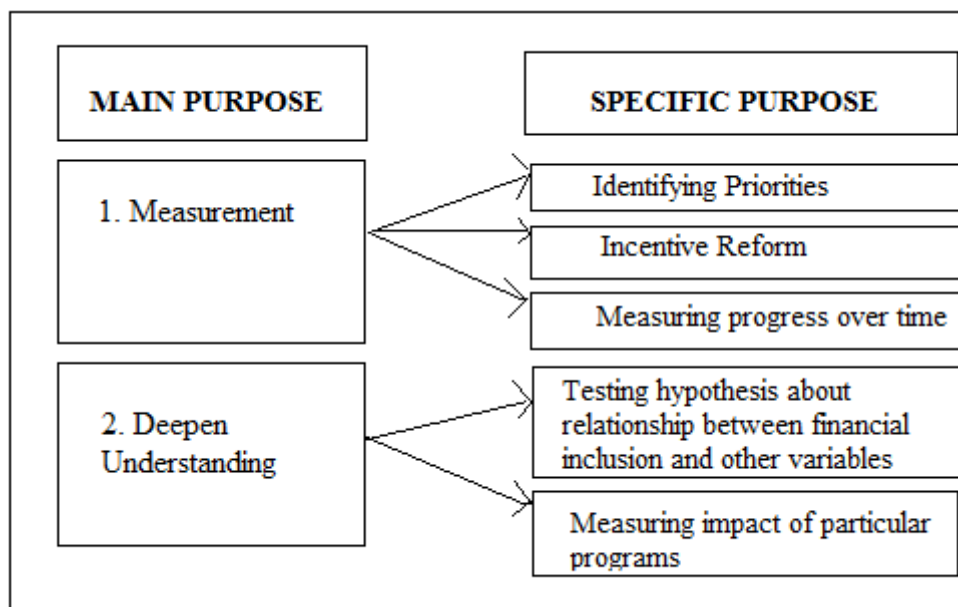 MAIN PURPOSE
SPECIFIC PURPOSE
1. Measurement
Identifying Priorities
Incentive Reform
Measuring progress over time
2. Deepen
Understanding
Testing hypothesis about
relationship between financial
inclusion and other variables
Measuring impact of particular
programs